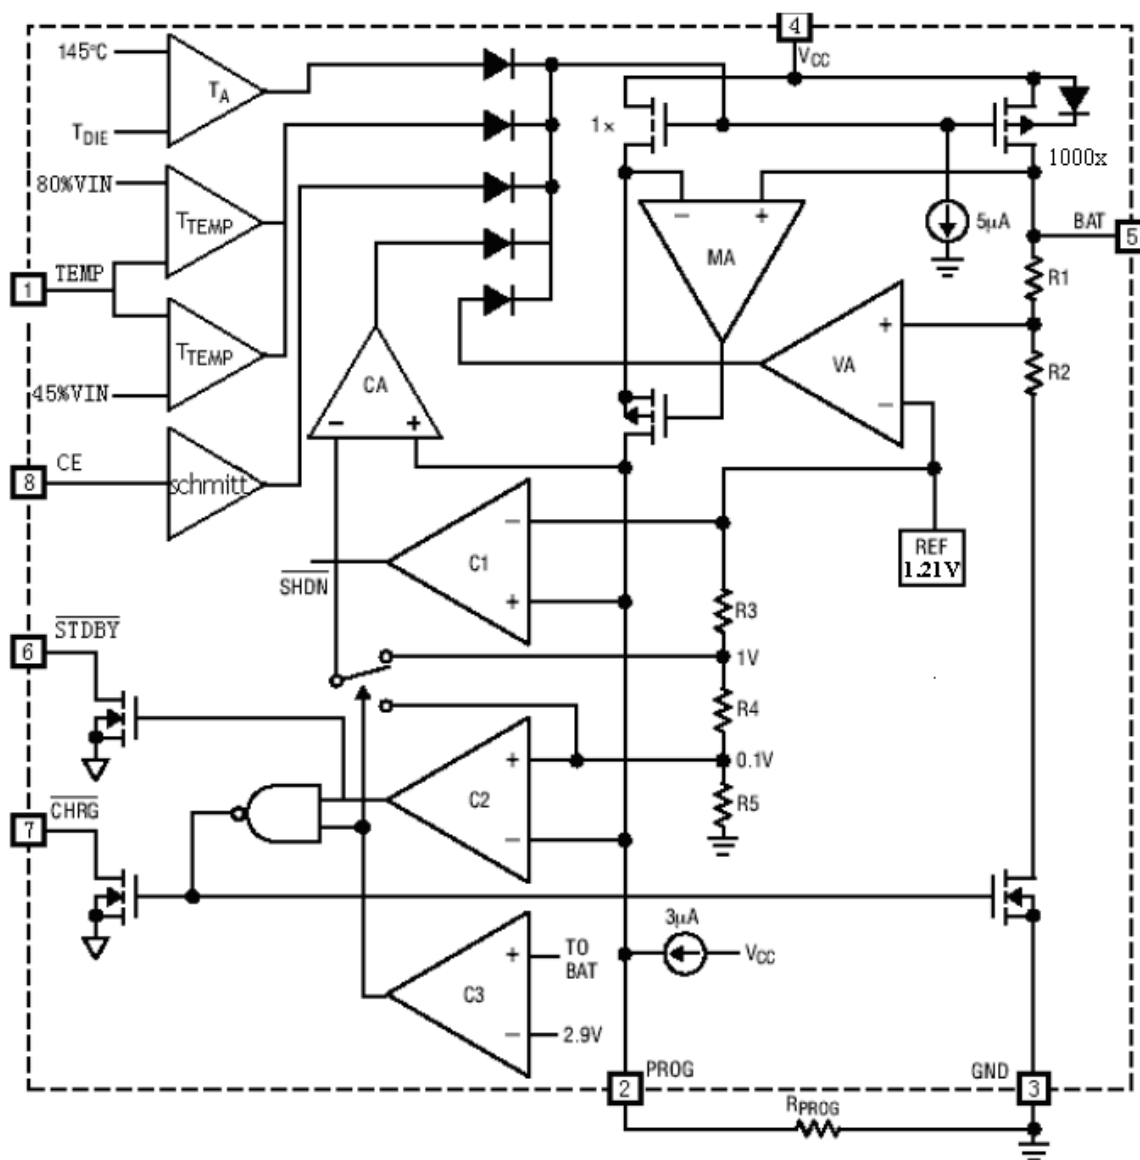 4
VCC
145°C
TA
TDIE
1×
1000x
80%VIN
TTEMP
5μA
BAT
5
TEMP
1
MA
R1
TTEMP
VA
R2
45%VIN
CA
CE
8
schmitt
REF
1.21V
C1
SHDN
R3
STDBY
6
1V
R4
0.1V
C2
R5
CHRG
7
3μA
VCC
TO
BAT
C3
2.9V
2
PROG
GND
3
RPROG
+
−
+
−
+
−
+
−
+
−
+
−